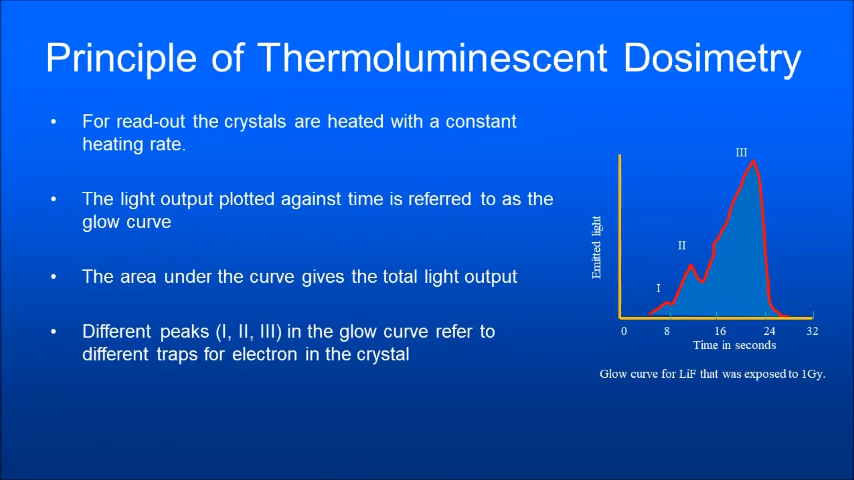 Principle of Thermoluminescent Dosimetry
• For read-out the crystals are heated with a constant
heating rate.
• The light output plotted against time is referred to as the
glow curve
• The area under the curve gives the total light output
• Different peaks (I, II, III) in the glow curve refer to
different traps for electron in the crystal
III
II
I
Emitted light
0 8 16 24 32
Time in seconds
Glow curve for LiF that was exposed to 1Gy.